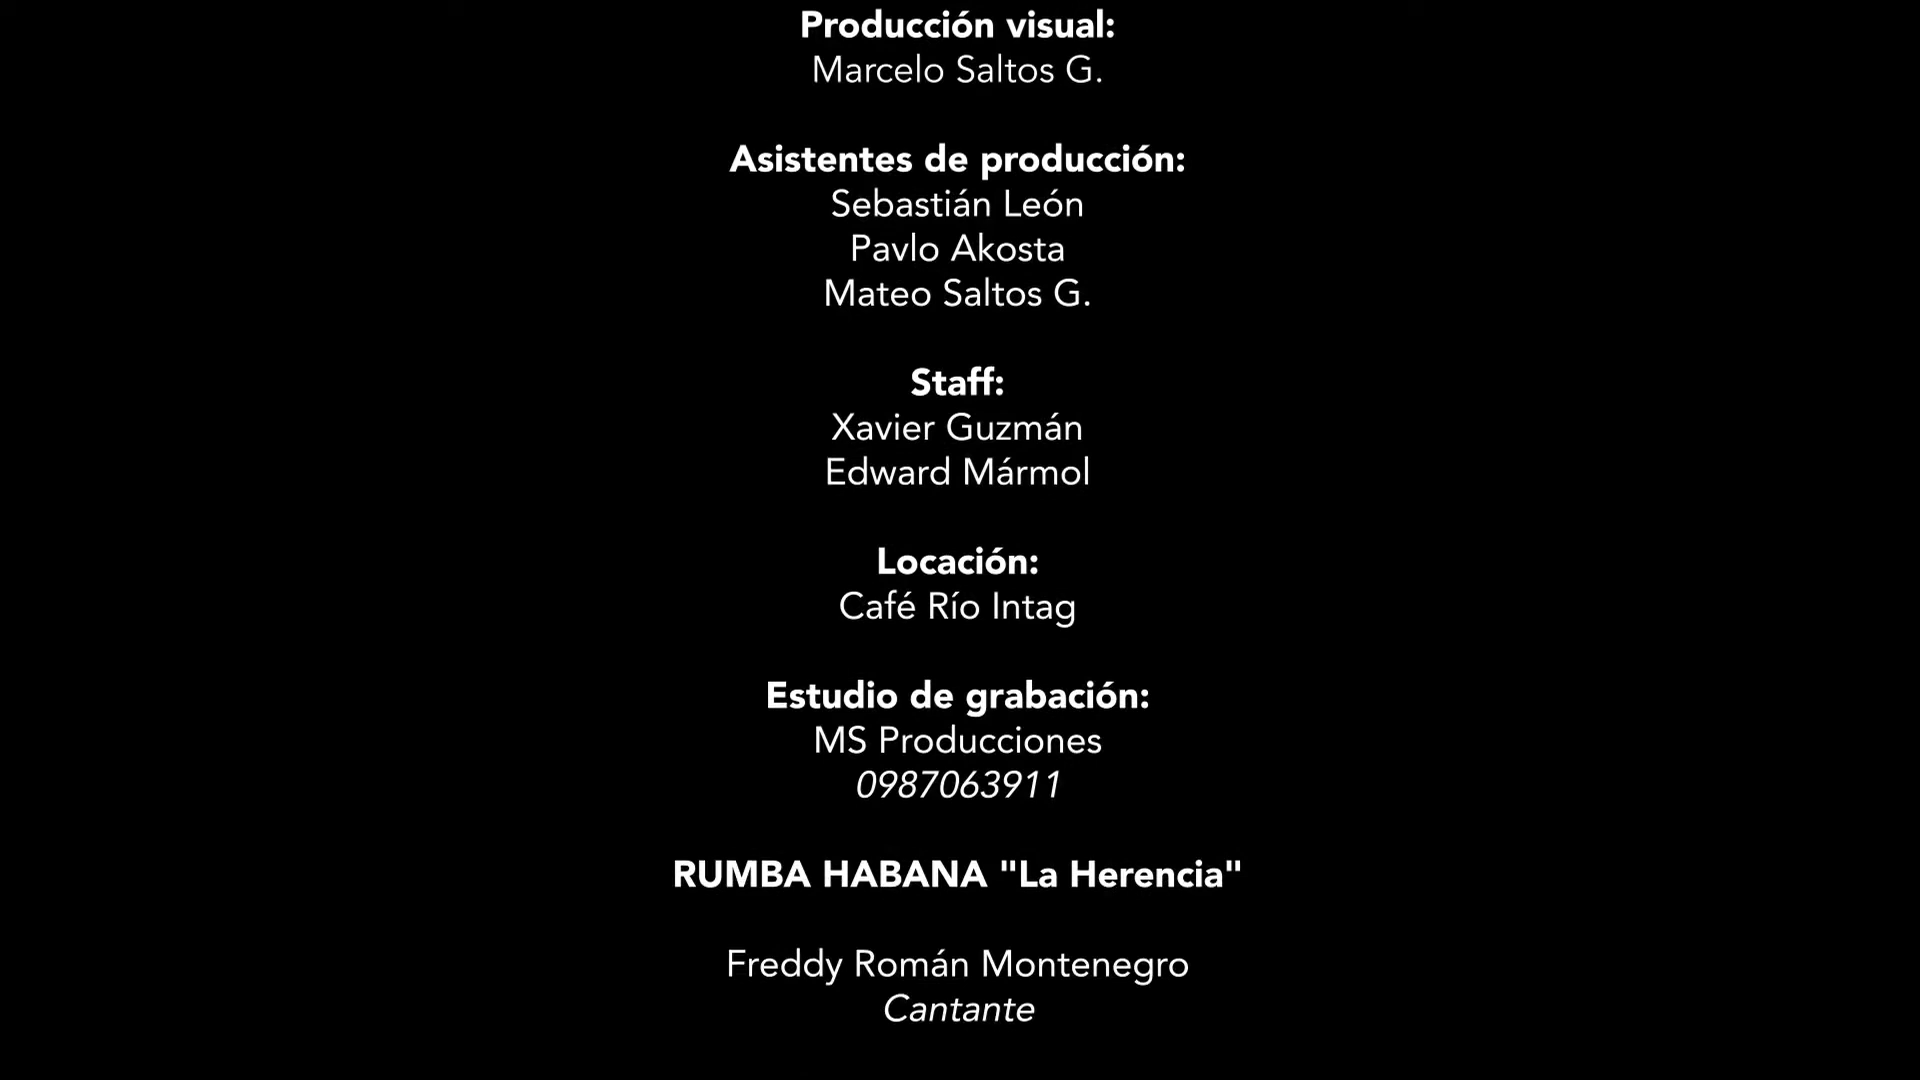 Producción visual:
Marcelo Saltos G.
Asistentes de producción:
Sebastián León
Pavlo Akosta
Mateo Saltos G.
Staff:
Xavier Guzmán
Edward Mármol
Locación:
Café Río Intag
Estudio de grabación:
MS Producciones
0987063911
RUMBA HABANA "La Herencia"
Freddy Román Montenegro
Cantante